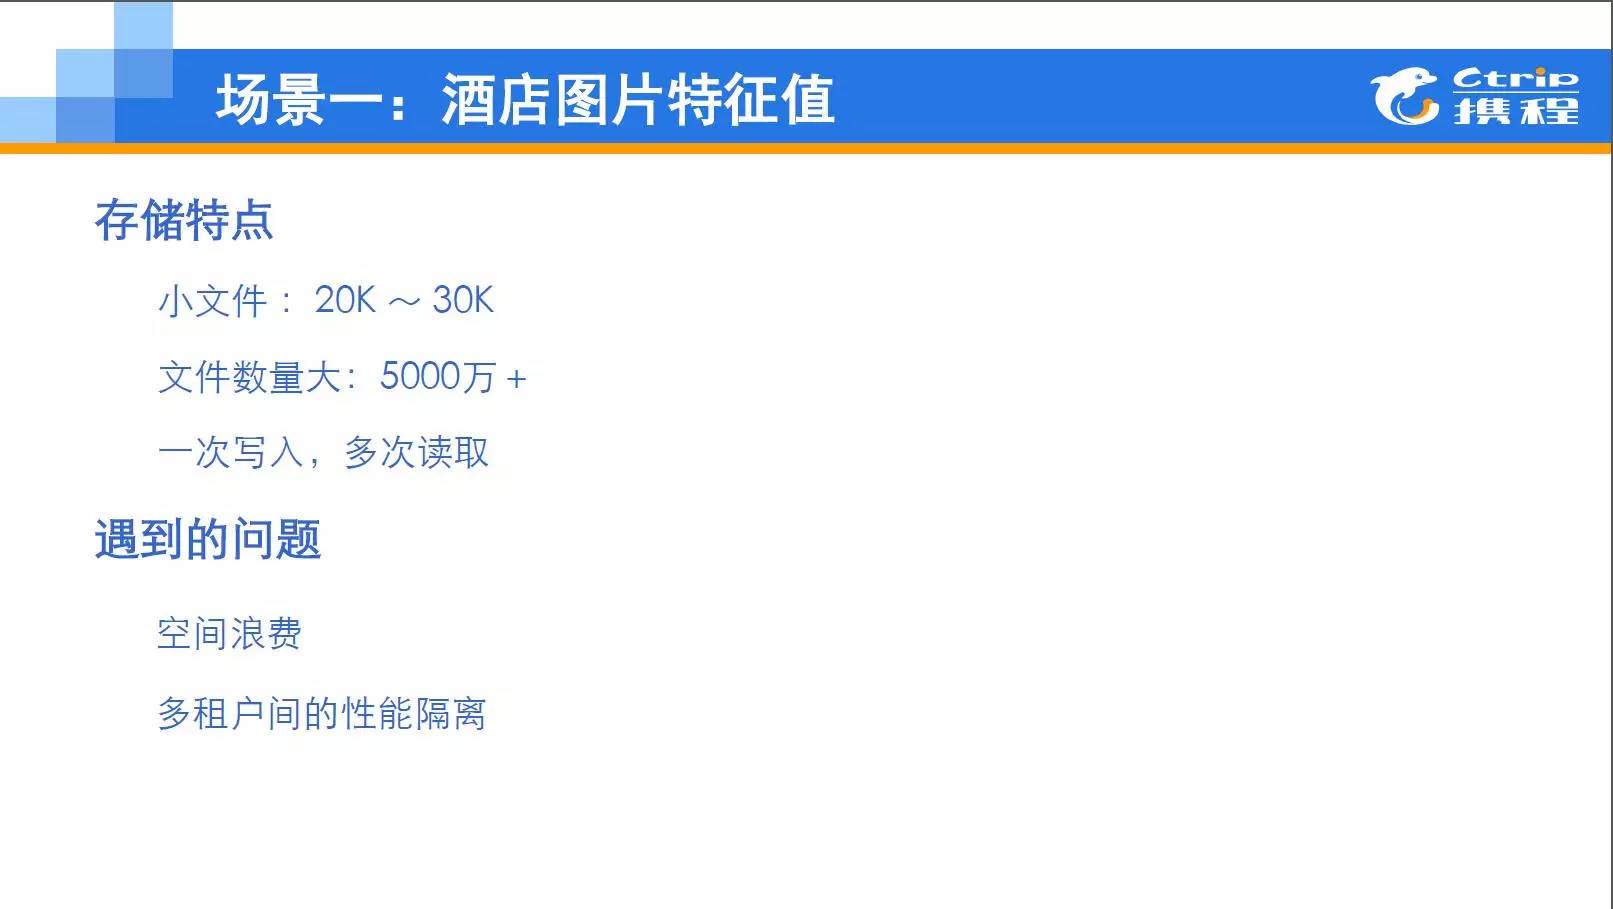 场景一：酒店图片特征值
Ctrip
携程
存储特点
小文件：20K ～ 30K
文件数量大：5000万 +
一次写入，多次读取
遇到的问题
空间浪费
多租户间的性能隔离